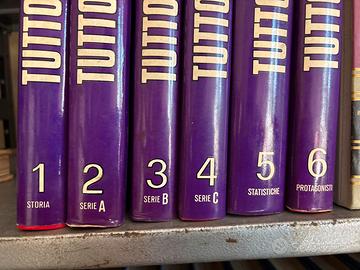 TUTTO
1
STORIA
TUTTO
2
SERIE A
TUTTO
3
SERIE B
TUTTO
4
SERIE C
TUTTO
5
STATISTICHE
TUTTO
6
PROTAGONISTI